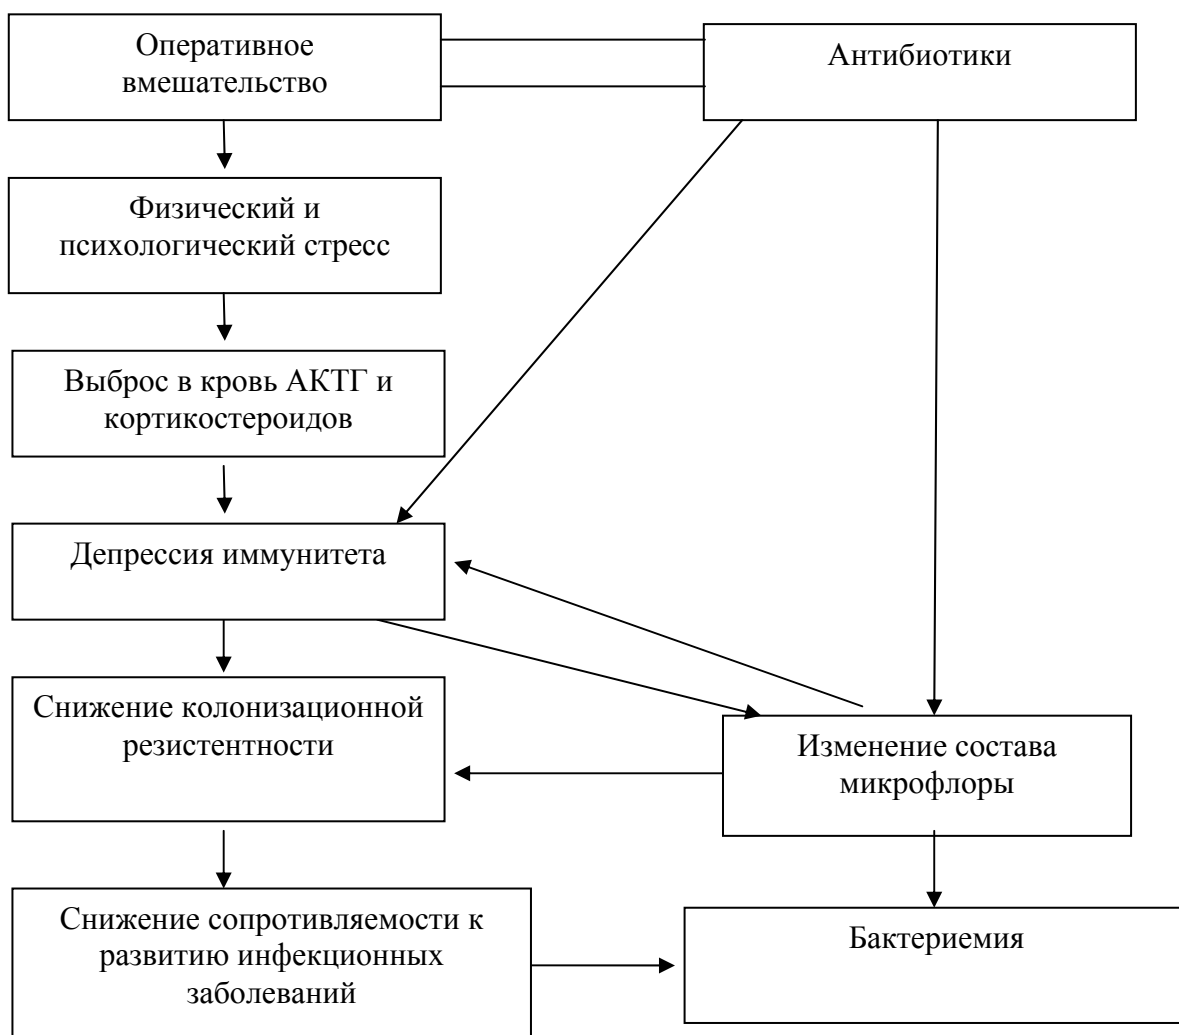 Оперативное
вмешательство
Антибиотики
Физический и
психологический стресс
Выброс в кровь АКТГ и
кортикостероидов
Депрессия иммунитета
Снижение колонизационной
резистентности
Изменение состава
микрофлоры
Снижение сопротивляемости к
развитию инфекционных
заболеваний
Бактериемия